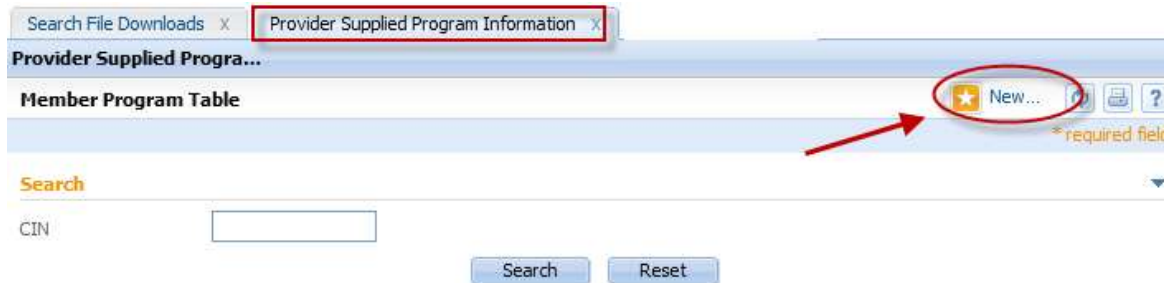 Search File Downloads x Provider Supplied Program Information x
Provider Supplied Progra...
Member Program Table New... ?
* required field
Search
CIN
Search Reset